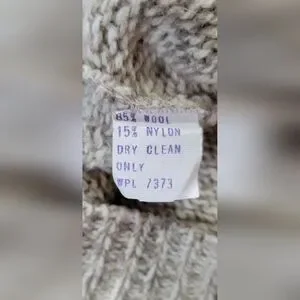 85% WOOL
15% NYLON
DRY CLEAN
ONLY
WPL 7373